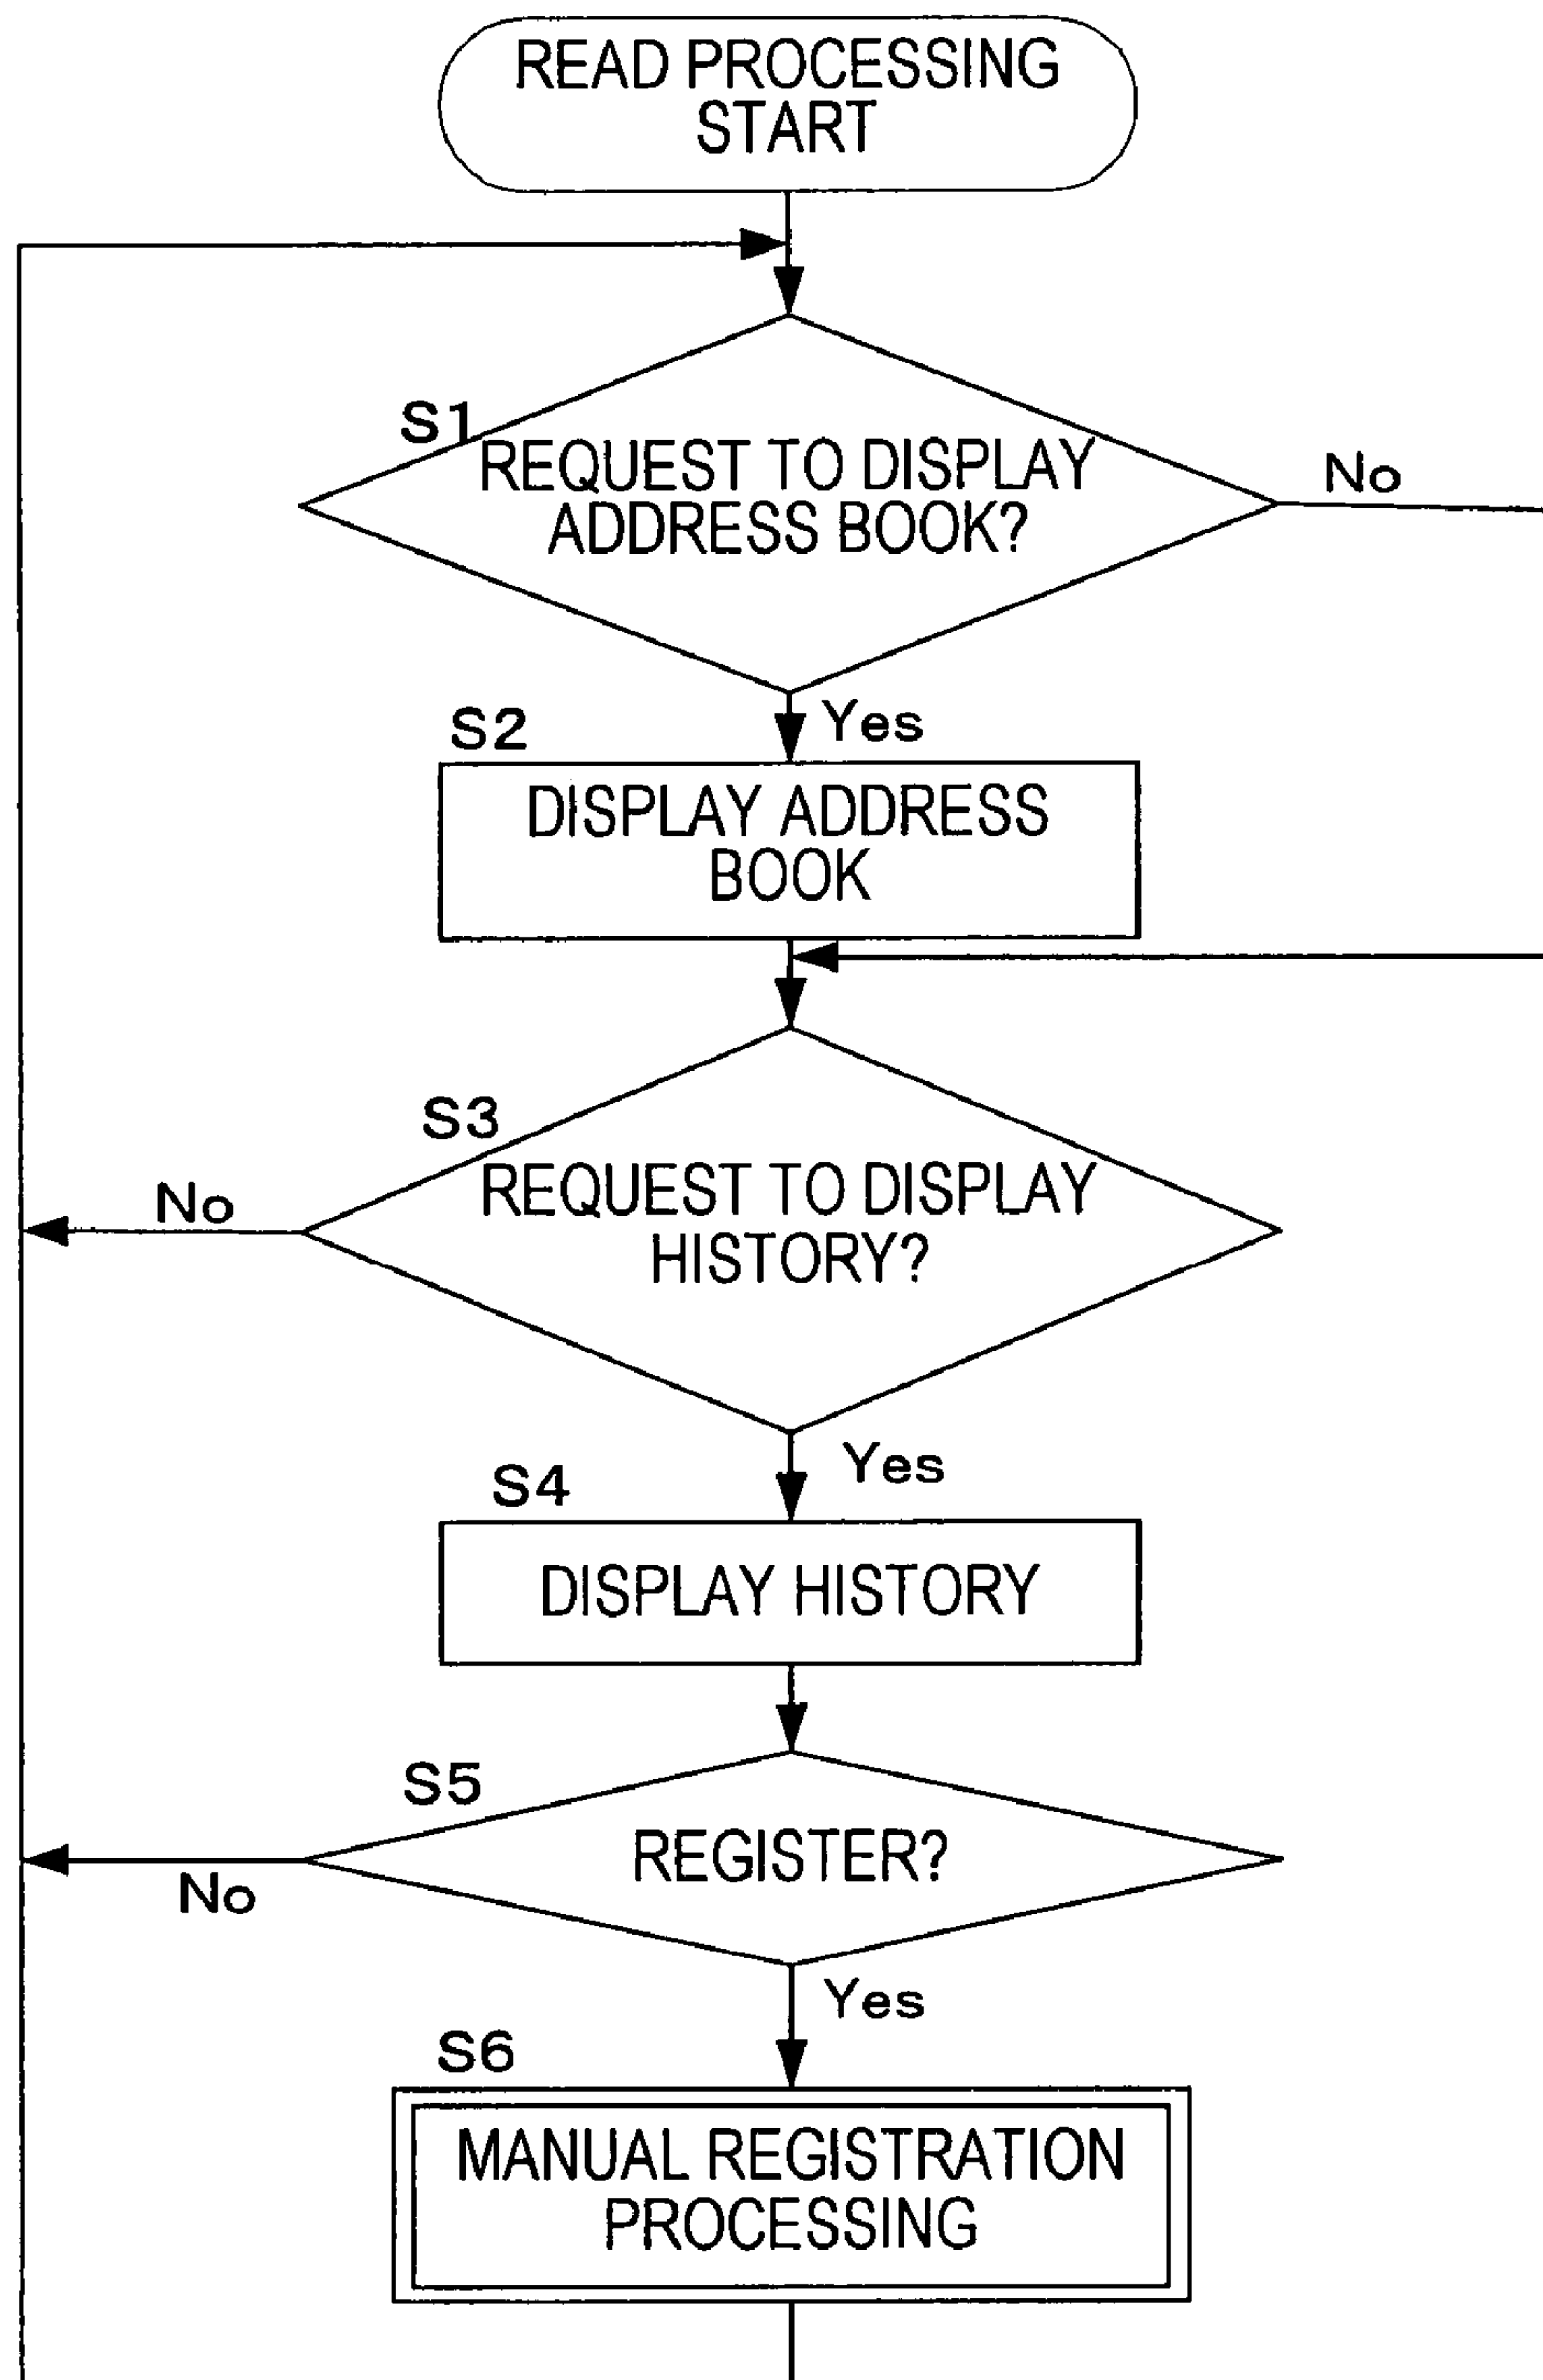 READ PROCESSING
START
S1
REQUEST TO DISPLAY
ADDRESS BOOK?
No
Yes
S2
DISPLAY ADDRESS
BOOK
S3
REQUEST TO DISPLAY
HISTORY?
No
Yes
S4
DISPLAY HISTORY
S5
REGISTER?
No
Yes
S6
MANUAL REGISTRATION
PROCESSING